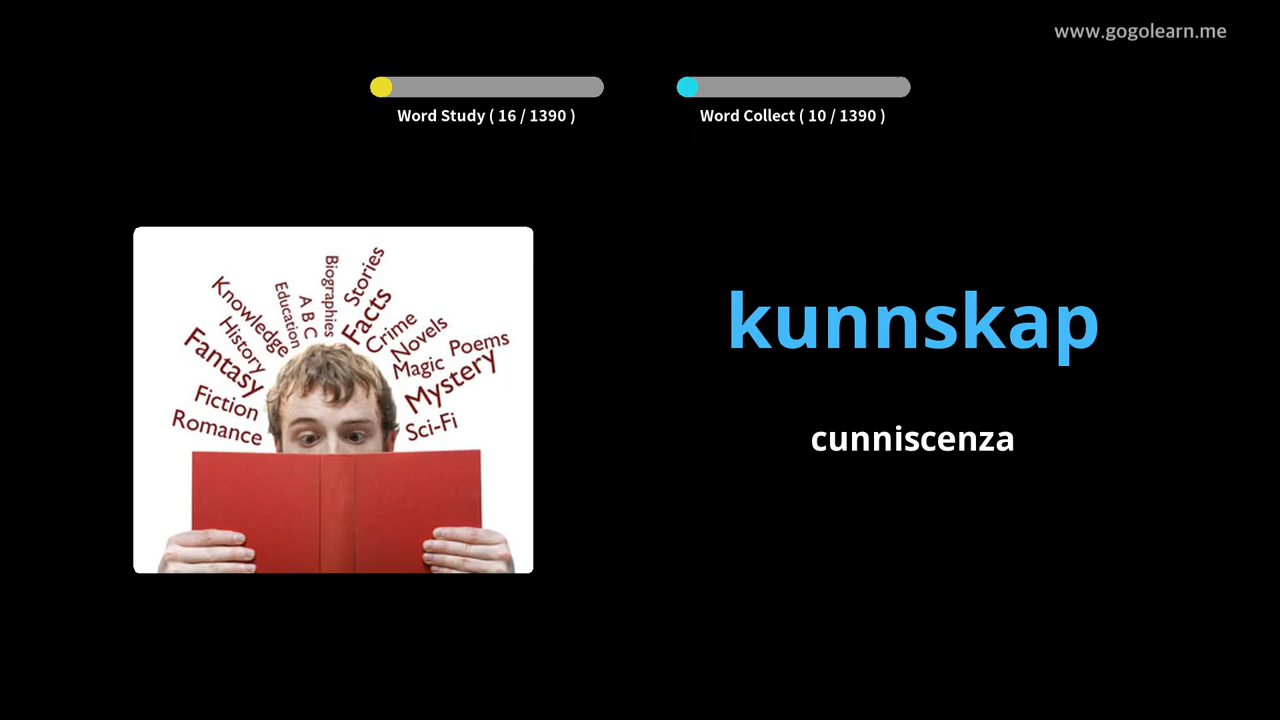 www.gogolearn.me
Word Study ( 16 / 1390 )
Word Collect ( 10 / 1390 )
Knowledge
Education
A B C
Biographies
Stories
Facts
Crime
Novels
Poems
Magic
Mystery
Sci-Fi
History
Fantasy
Fiction
Romance
kunnskap
cunniscenza